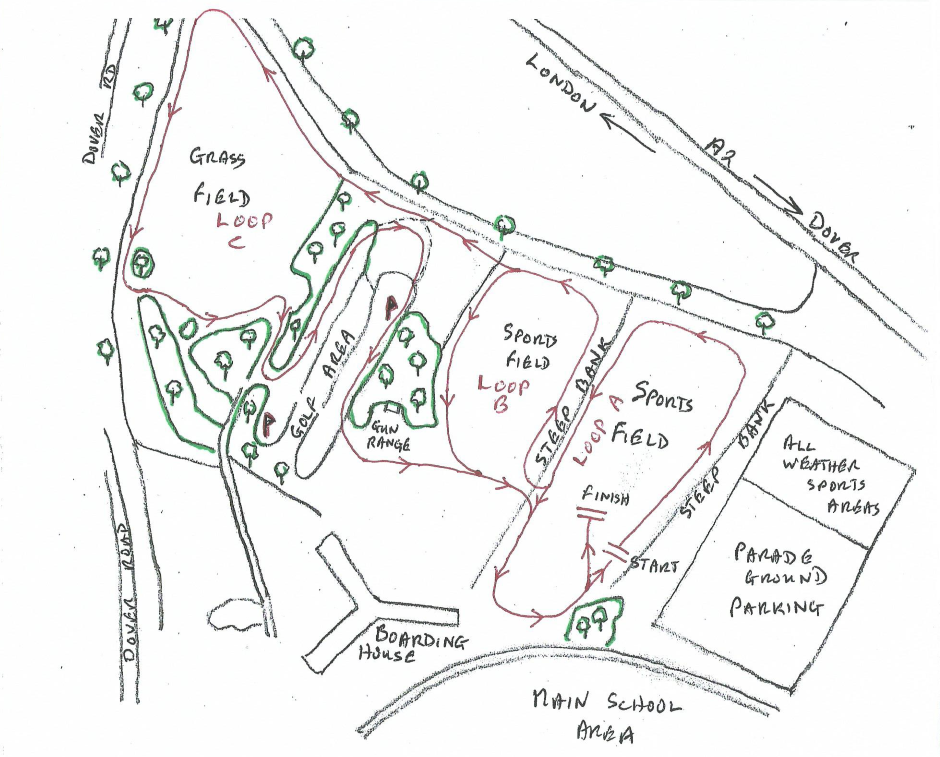 DOVER RD
LONDON
A2
DOVER
GRASS
FIELD
LOOP
C
SPORTS
FIELD
LOOP
B
STEEP BANK
LOOP A
SPORTS
FIELD
STEEP BANK
ALL
WEATHER
SPORTS
AREAS
GOLF AREA
GUN
RANGE
FINISH
START
PARADE
GROUND
PARKING
DOVER ROAD
BOARDING
HOUSE
MAIN SCHOOL
AREA